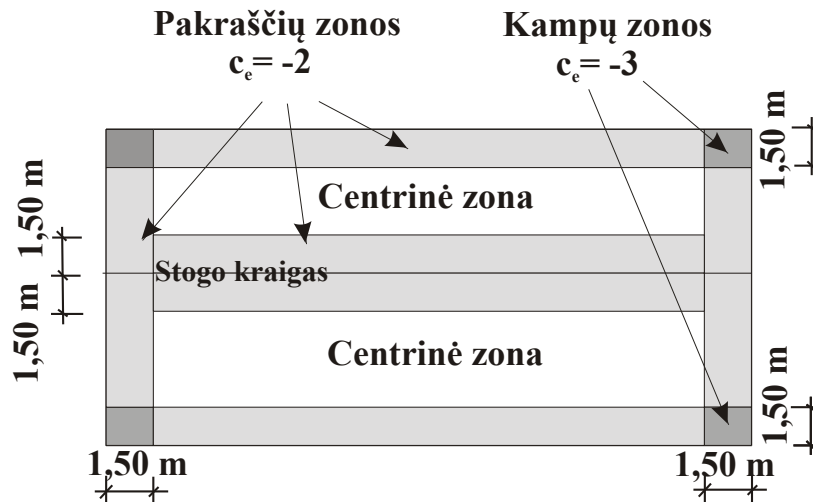 Pakraščių zonos
cₑ= -2
Kampų zonos
cₑ= -3
1,50 m
Centrinė zona
1,50 m
Stogo kraigas
1,50 m
Centrinė zona
1,50 m
1,50 m
1,50 m